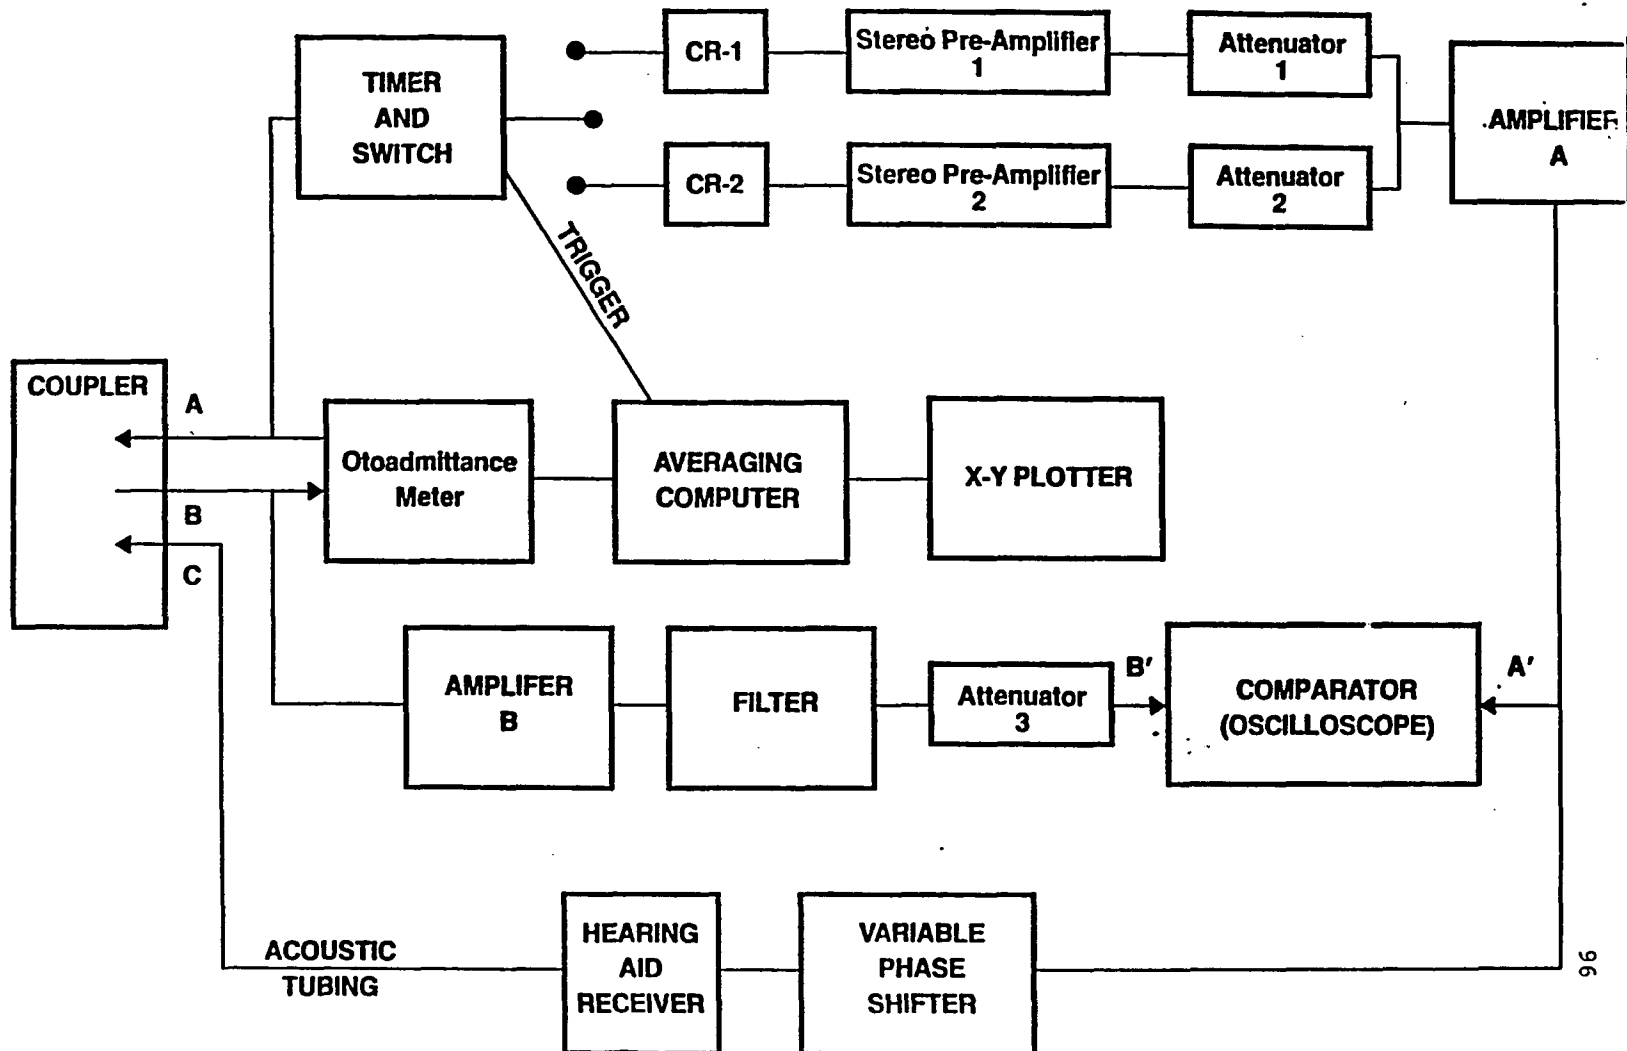 TIMER
AND
SWITCH
CR-1
Stereo Pre-Amplifier
1
Attenuator
1
AMPLIFIER
A
CR-2
Stereo Pre-Amplifier
2
Attenuator
2
TRIGGER
COUPLER
A
B
C
Otoadmittance
Meter
AVERAGING
COMPUTER
X-Y PLOTTER
AMPLIFER
B
FILTER
Attenuator
3
B'
COMPARATOR
(OSCILLOSCOPE)
A'
ACOUSTIC
TUBING
HEARING
AID
RECEIVER
VARIABLE
PHASE
SHIFTER
96